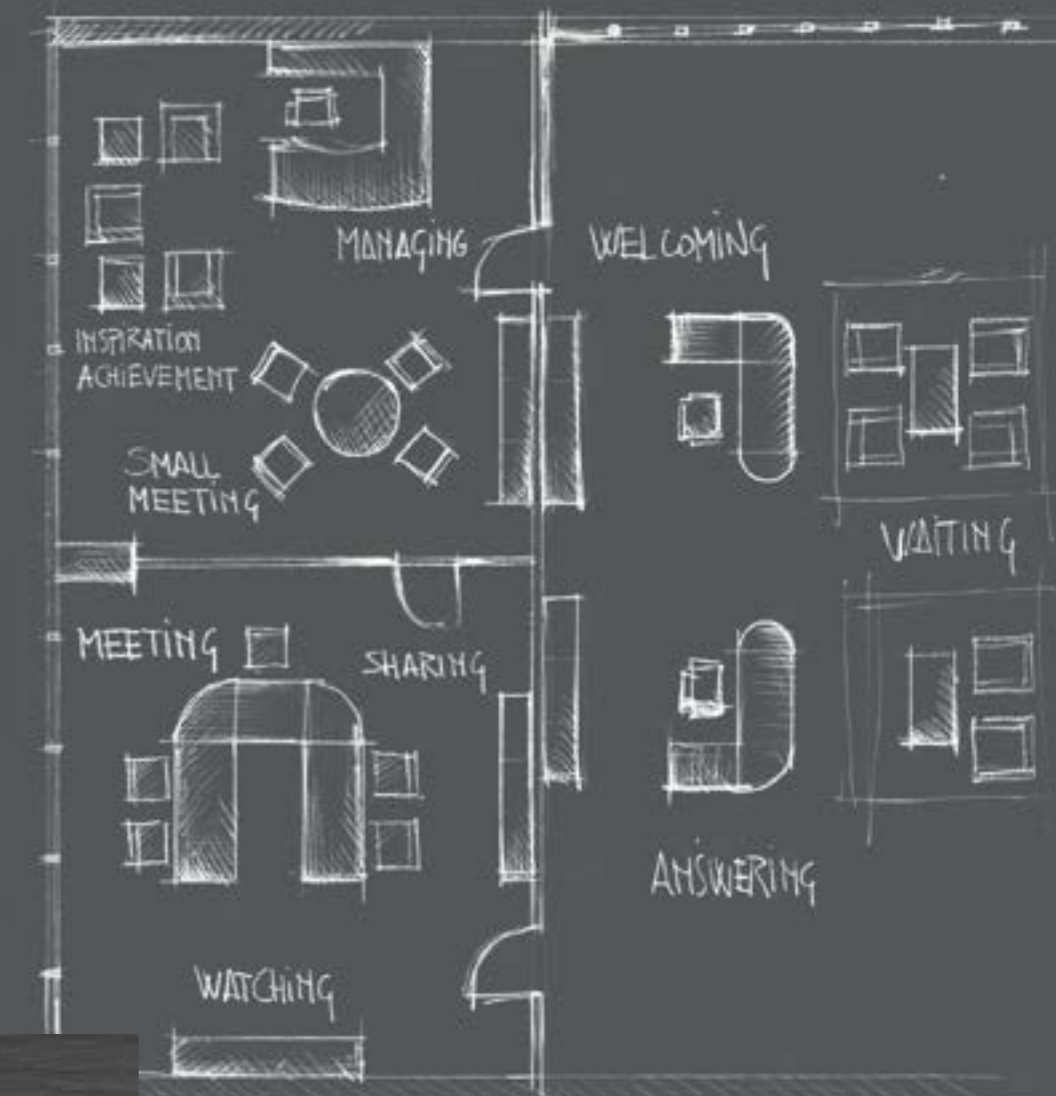 MANAGING
WELCOMING
INSPIRATION
ACHIEVEMENT
SMALL
MEETING
WAITING
MEETING
SHARING
ANSWERING
WATCHING